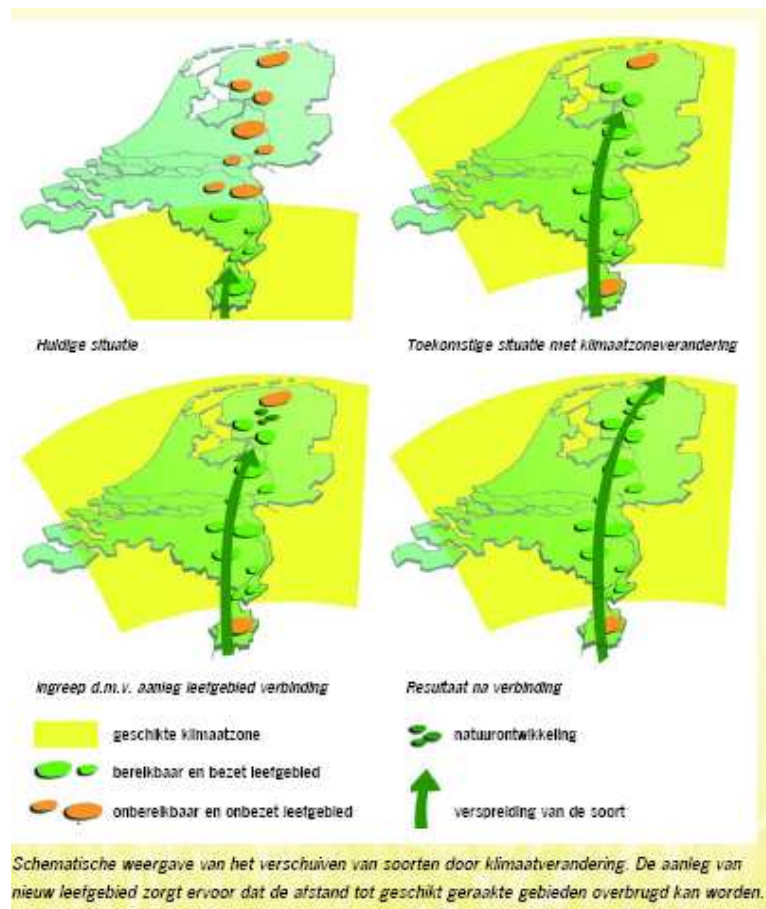 Huidige situatie
Toekomstige situatie met klimaatzoneverandering
Ingreep d.m.v. aanleg leefgebied verbinding
Resultaat na verbinding
geschikte klimaatzone
natuurontwikkeling
bereikbaar en bezet leefgebied
onbereikbaar en onbezet leefgebied
verspreiding van de soort
Schematische weergave van het verschuiven van soorten door klimaatverandering. De aanleg van
nieuw leefgebied zorgt ervoor dat de afstand tot geschikt geraakte gebieden overbrugd kan worden.